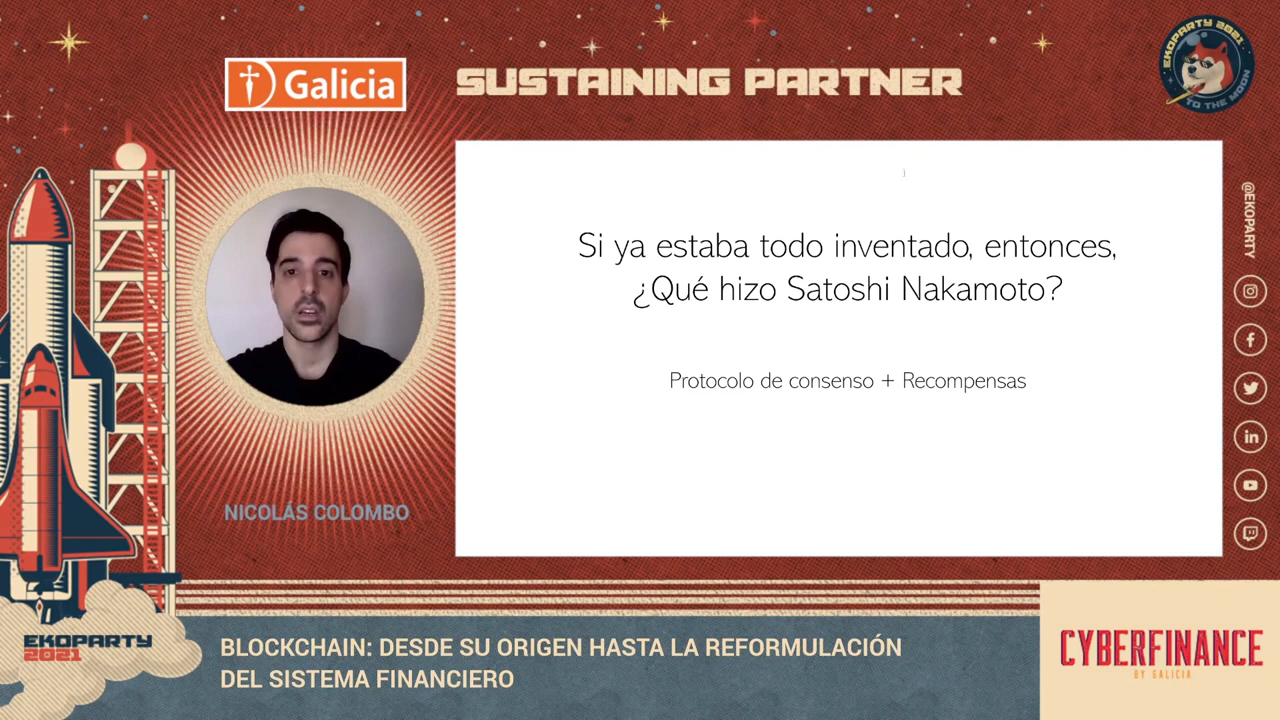 Galicia
SUSTAINING PARTNER
EKOPARTY 2021
TO THE MOON
@EKOPARTY
Si ya estaba todo inventado, entonces,
¿Qué hizo Satoshi Nakamoto?
Protocolo de consenso + Recompensas
NICOLÁS COLOMBO
EKOPARTY
2021
BLOCKCHAIN: DESDE SU ORIGEN HASTA LA REFORMULACIÓN
DEL SISTEMA FINANCIERO
CYBERFINANCE
BY GALICIA